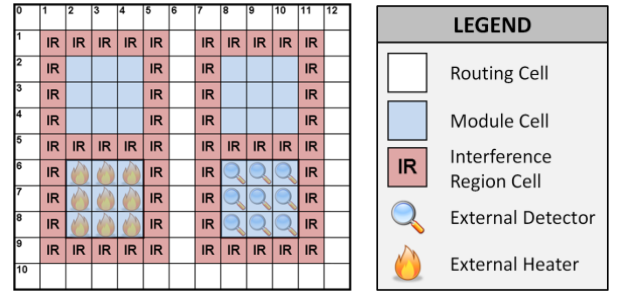 0 1 2 3 4 5 6 7 8 9 10 11 12
1 IR IR IR IR IR IR IR IR IR IR
2 IR IR IR IR
3 IR IR IR IR
4 IR IR IR IR
5 IR IR IR IR IR IR IR IR IR IR
6 IR IR IR IR
7 IR IR IR IR
8 IR IR IR IR
9 IR IR IR IR IR IR IR IR IR IR
10
LEGEND
Routing Cell
Module Cell
IR Interference
Region Cell
External Detector
External Heater